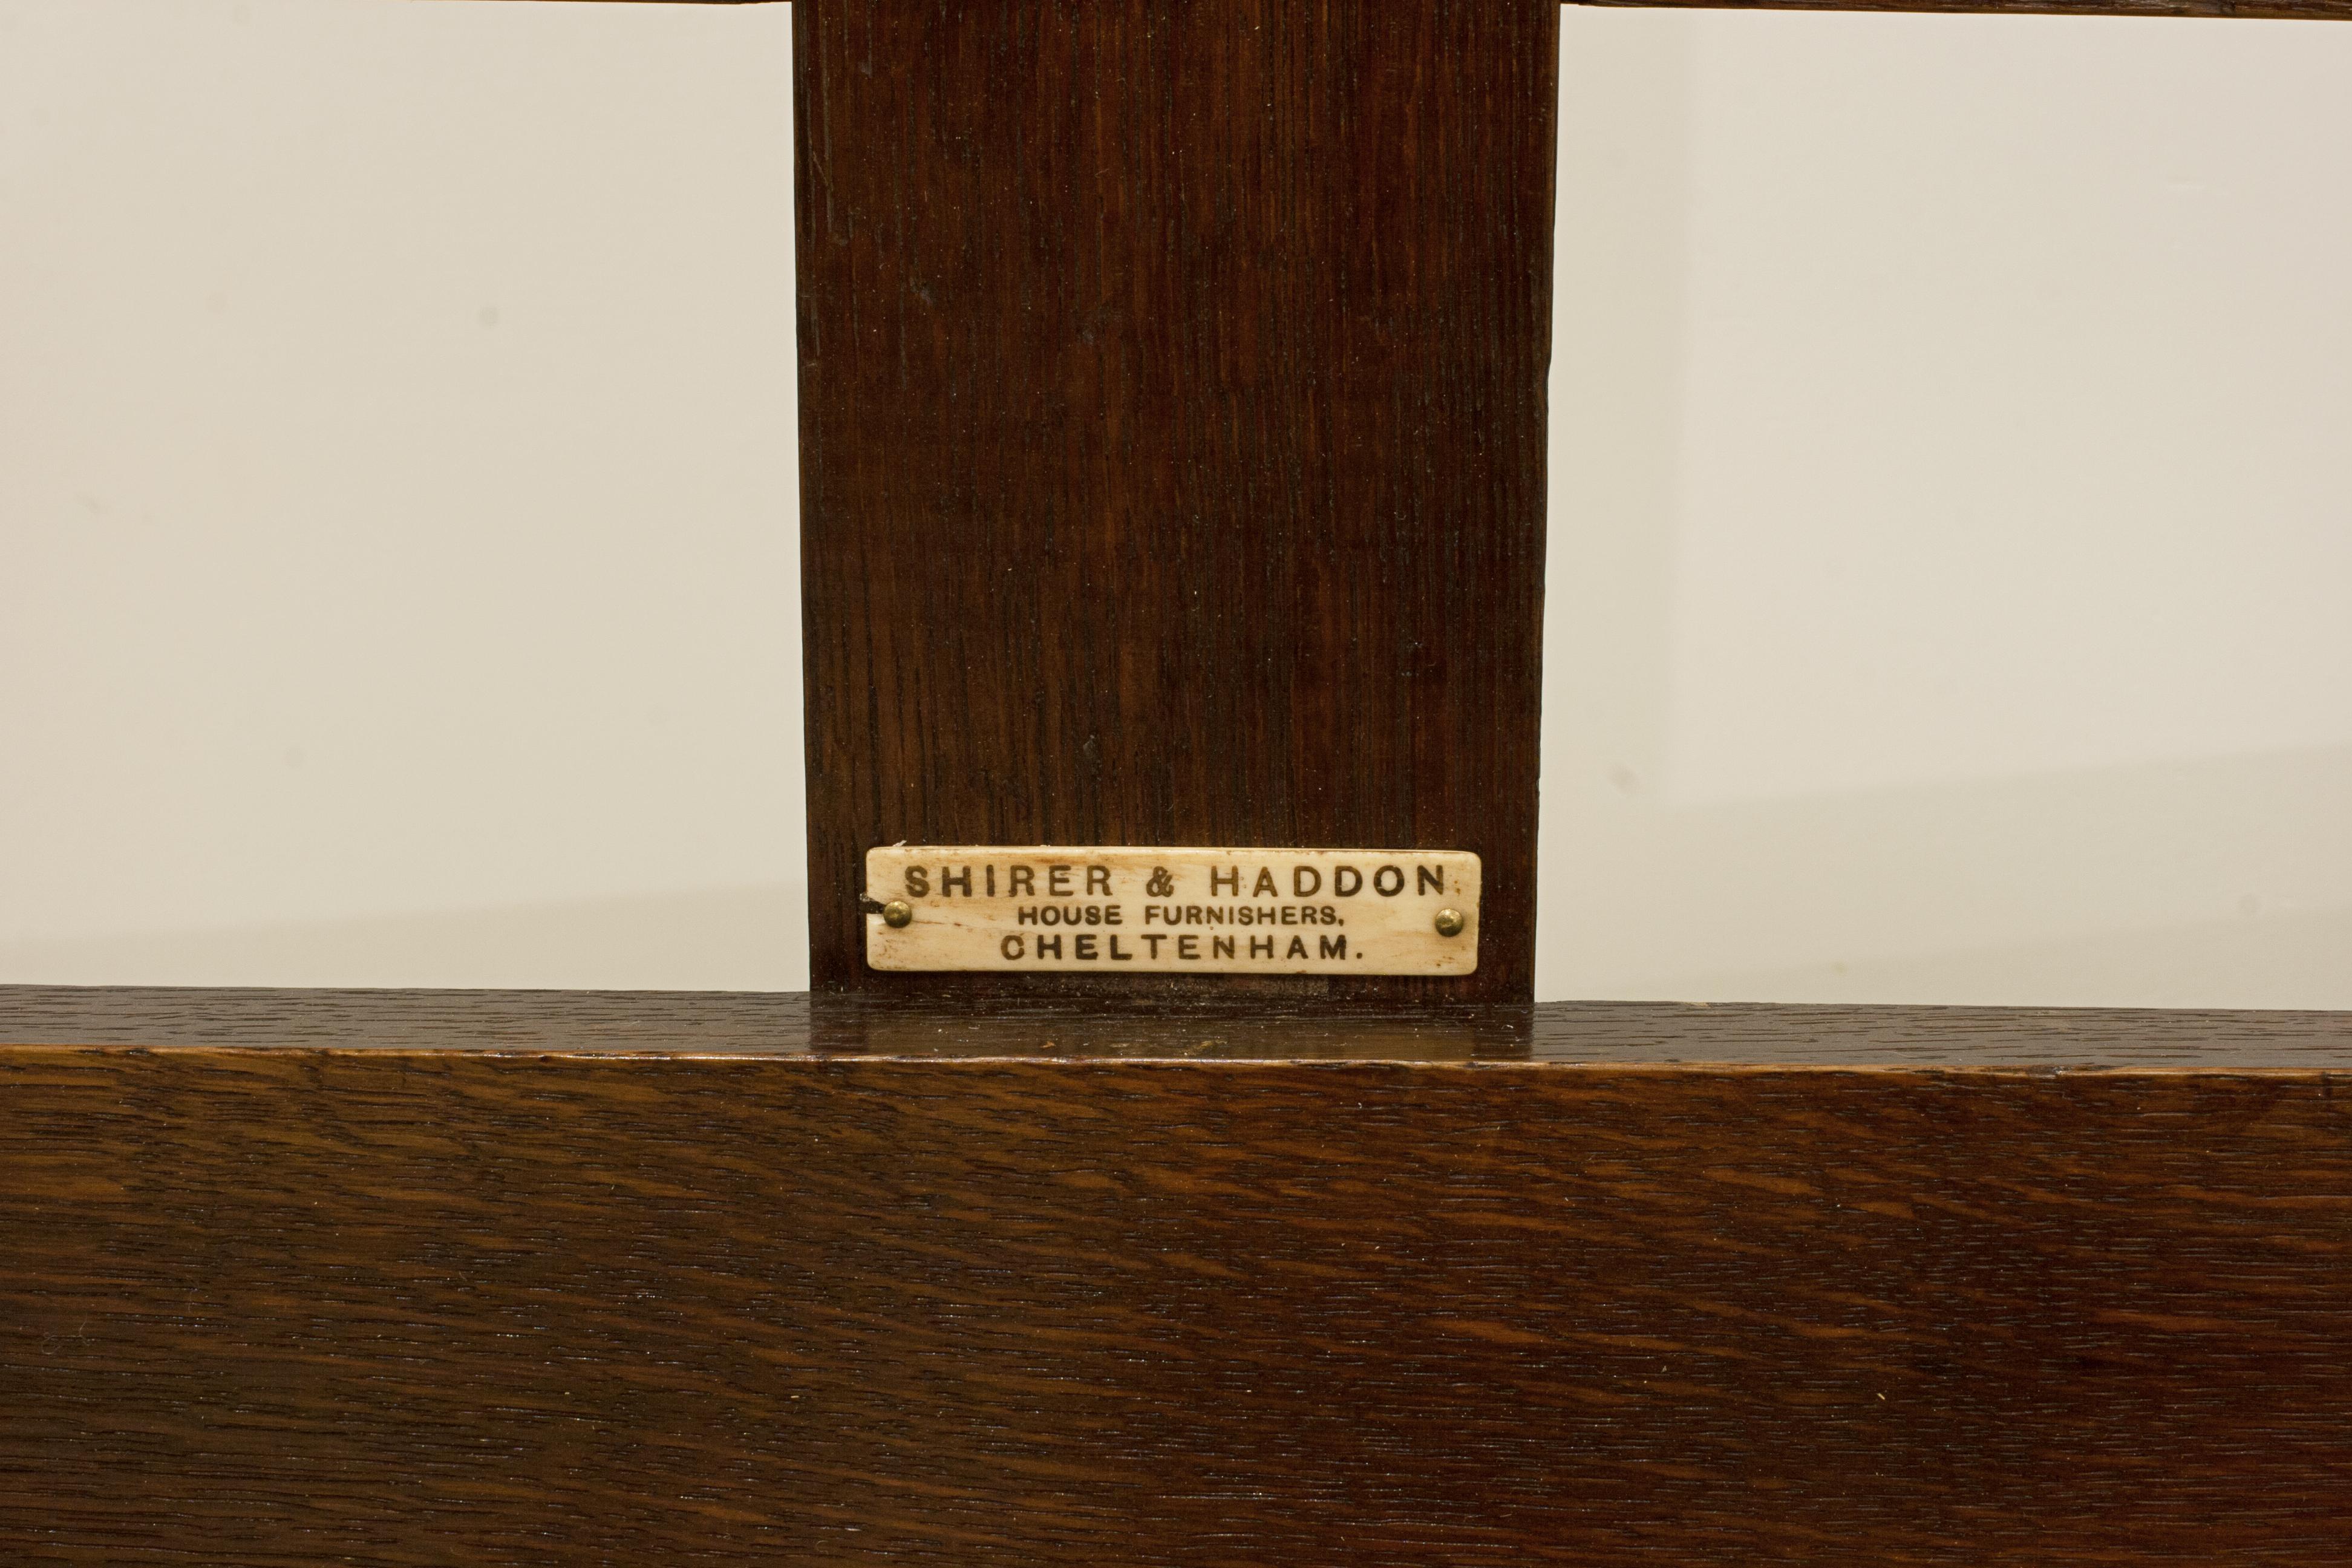 SHIRER & HADDON.
HOUSE FURNISHERS,
CHELTENHAM.